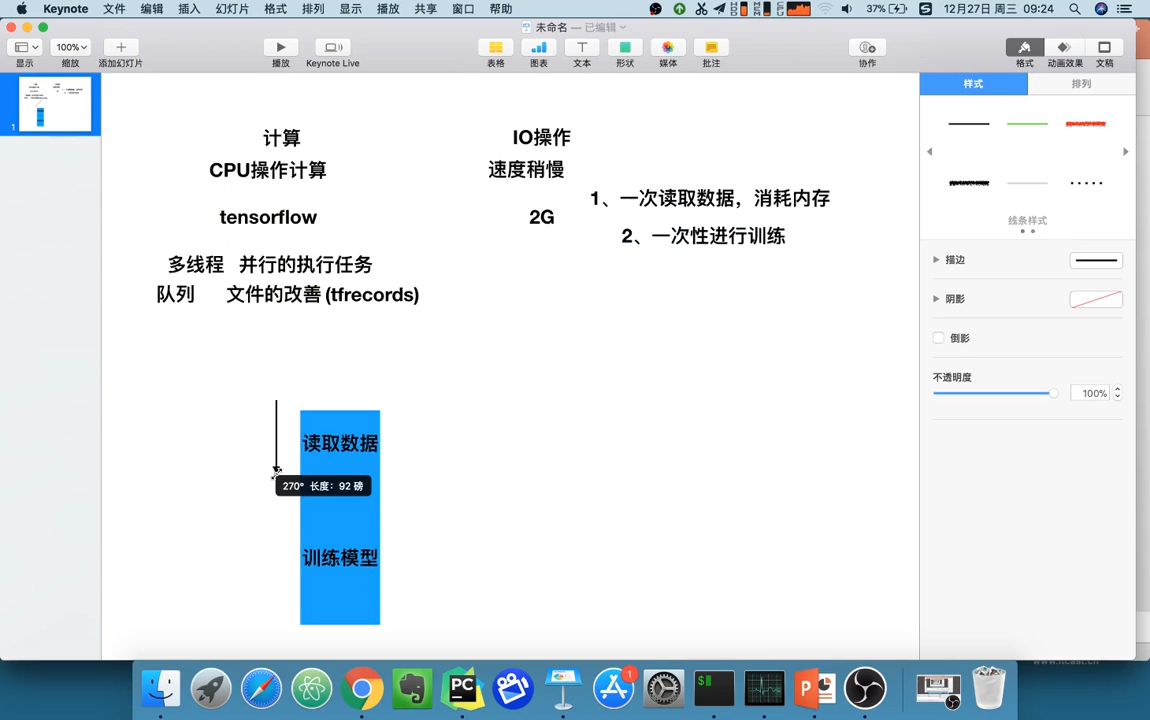 Keynote 文件 编辑 插入 幻灯片 格式 排列 显示 播放 共享 窗口 帮助 37% 12月27日 周三 09:24
未命名 — 已编辑
100%
显示 缩放 添加幻灯片 播放 Keynote Live 表格 图表 文本 形状 媒体 批注 协作 格式 动画效果 文稿
样式 排列
1
计算 IO操作
CPU操作计算 速度稍慢
1、一次读取数据，消耗内存
tensorflow 2G
2、一次性进行训练
多线程 并行的执行任务
队列 文件的改善(tfrecords)
读取数据
270° 长度： 92 磅
训练模型
线条样式
描边
阴影
倒影
不透明度
100%
PC
1
$
P
www.itcast.cn